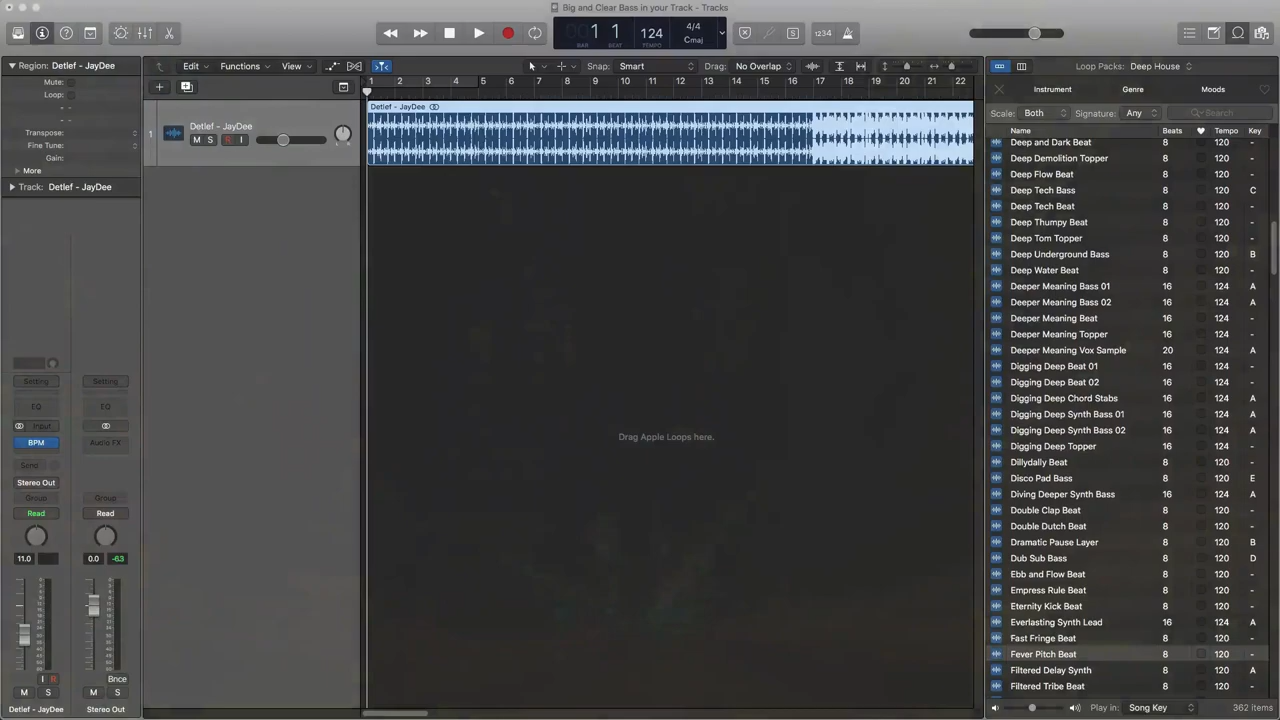 Big and Clear Bass in your Track - Tracks
001 1
BAR BEAT
124
TEMPO
4/4
Cmaj
1234
Region: Detlef - JayDee
Mute:
Loop:
Transpose:
Fine Tune:
Gain:
More
Track: Detlef - JayDee
Edit Functions View
Snap: Smart
Drag: No Overlap
1 2 3 4 5 6 7 8 9 10 11 12 13 14 15 16 17 18 19 20 21 22
1
Detlef - JayDee
M S R I
L R
Detlef - JayDee
Drag Apple Loops here.
Setting Setting
EQ EQ
Input
BPM Audio FX
Send
Stereo Out
Group Group
Read Read
11.0 0.0 -6.3
I R Bnce
M S M S
Detlef - JayDee Stereo Out
Loop Packs: Deep House
Instrument Genre Moods
Scale: Both Signature: Any Search
Name Beats Tempo Key
Deep and Dark Beat 8 120 -
Deep Demolition Topper 8 120 -
Deep Flow Beat 8 120 -
Deep Tech Bass 8 120 C
Deep Tech Beat 8 120 -
Deep Thumpy Beat 8 120 -
Deep Tom Topper 8 120 -
Deep Underground Bass 8 120 B
Deep Water Beat 8 120 -
Deeper Meaning Bass 01 16 124 A
Deeper Meaning Bass 02 16 124 A
Deeper Meaning Beat 16 124 -
Deeper Meaning Topper 16 124 -
Deeper Meaning Vox Sample 20 124 A
Digging Deep Beat 01 16 124 -
Digging Deep Beat 02 16 124 -
Digging Deep Chord Stabs 16 124 A
Digging Deep Synth Bass 01 16 124 A
Digging Deep Synth Bass 02 16 124 A
Digging Deep Topper 16 124 -
Dillydally Beat 8 120 -
Disco Pad Bass 8 120 E
Diving Deeper Synth Bass 16 124 A
Double Clap Beat 8 120 -
Double Dutch Beat 8 120 -
Dramatic Pause Layer 8 120 B
Dub Sub Bass 8 120 D
Ebb and Flow Beat 8 120 -
Empress Rule Beat 8 120 -
Eternity Kick Beat 8 120 -
Everlasting Synth Lead 16 124 A
Fast Fringe Beat 8 120 -
Fever Pitch Beat 8 120 -
Filtered Delay Synth 8 120 A
Filtered Tribe Beat 8 120 -
Play in: Song Key 362 items